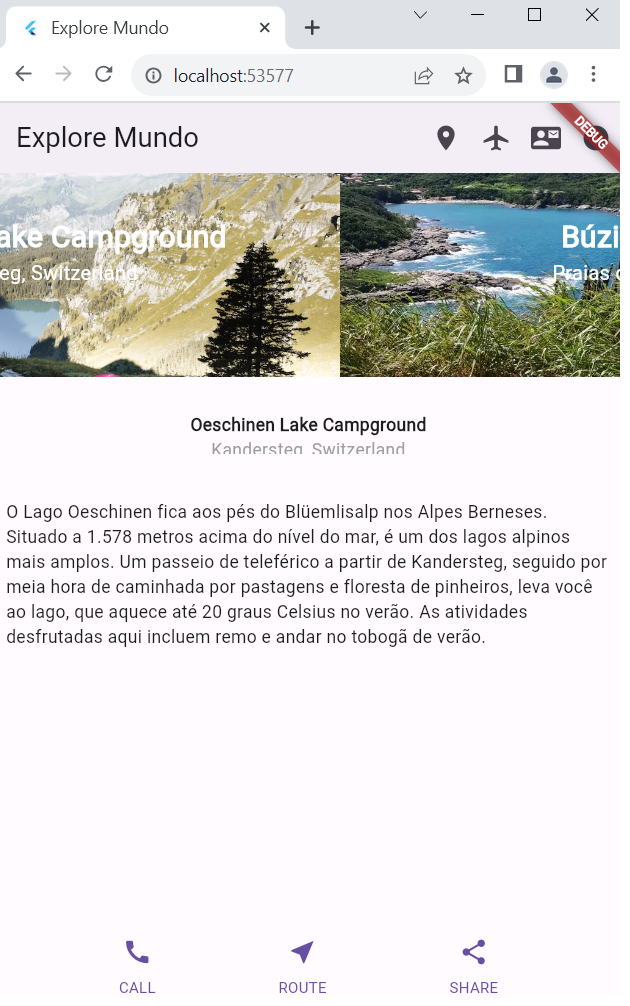 Explore Mundo
localhost:53577
Explore Mundo
DEBUG
ake Campground
eg, Switzerland
Búzi
Praias
Oeschinen Lake Campground
Kandersteg, Switzerland
O Lago Oeschinen fica aos pés do Blüemlisalp nos Alpes Berneses.
Situado a 1.578 metros acima do nível do mar, é um dos lagos alpinos
mais amplos. Um passeio de teleférico a partir de Kandersteg, seguido por
meia hora de caminhada por pastagens e floresta de pinheiros, leva você
ao lago, que aquece até 20 graus Celsius no verão. As atividades
desfrutadas aqui incluem remo e andar no tobogã de verão.
CALL
ROUTE
SHARE